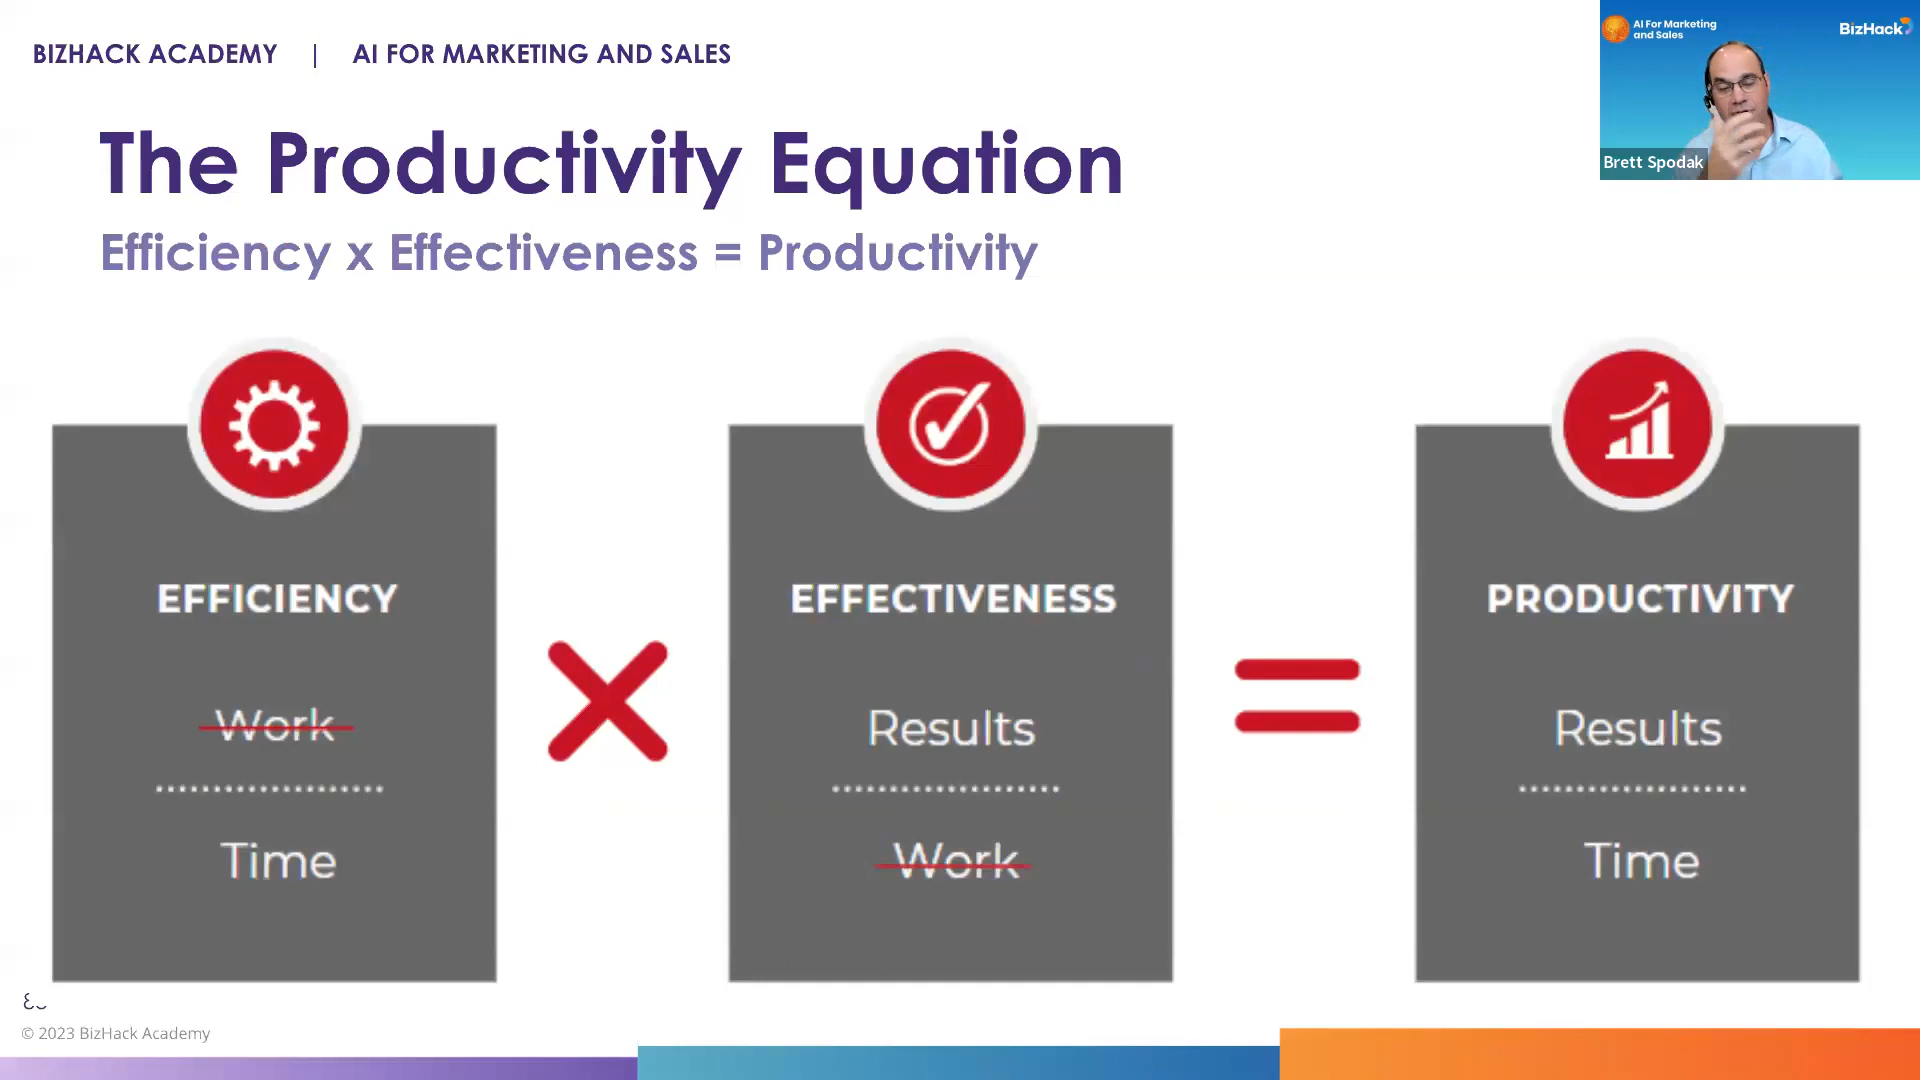 BIZHACK ACADEMY | AI FOR MARKETING AND SALES
AI For Marketing
and Sales
BizHack
Brett Spodak
The Productivity Equation
Efficiency x Effectiveness = Productivity
EFFICIENCY
Work
Time
EFFECTIVENESS
Results
Work
PRODUCTIVITY
Results
Time
© 2023 BizHack Academy